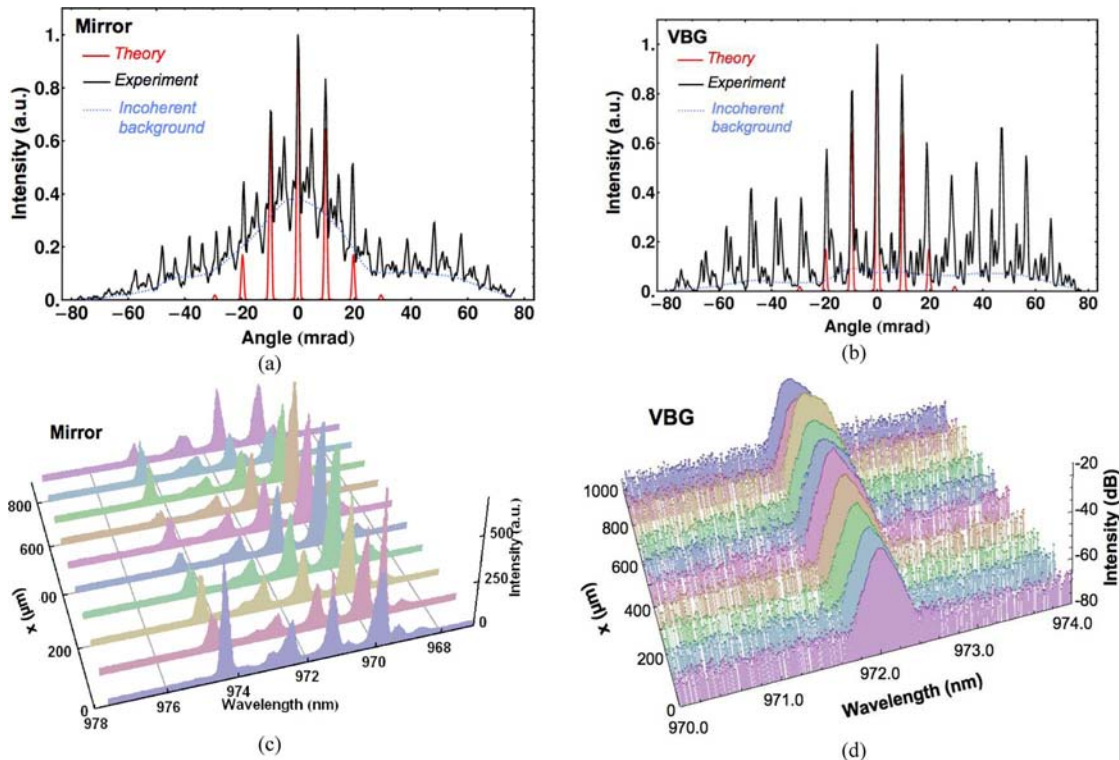 Mirror
Theory
Experiment
Incoherent
background
Intensity (a.u.)
1.
0.8
0.6
0.4
0.2
0
−80 −60 −40 −20 0 20 40 60 80
Angle (mrad)
(a)
VBG
Theory
Experiment
Incoherent
background
Intensity (a.u.)
1.
0.8
0.6
0.4
0.2
0.
−80 −60 −40 −20 0 20 40 60 80
Angle (mrad)
(b)
Mirror
800
600
00
200
0
x (µm)
978
976
974
972
970
968
Wavelength (nm)
500
250
0
Intensity (a.u.)
(c)
VBG
1000
800
600
400
200
0
x (µm)
970.0
971.0
972.0
973.0
974.0
Wavelength (nm)
-20
-40
-60
-80
Intensity (dB)
(d)